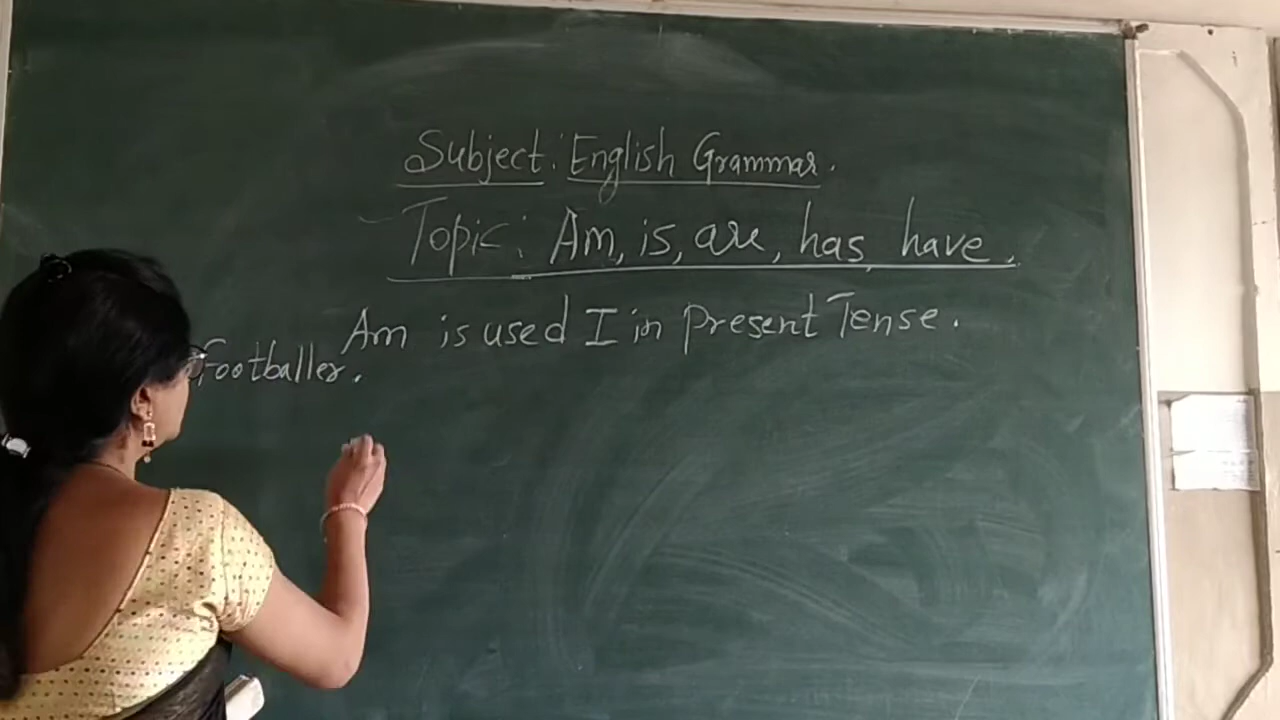 Subject: English Grammar.
Topic: Am, is, are, has, have.
Am is used I in present Tense.
footballer.